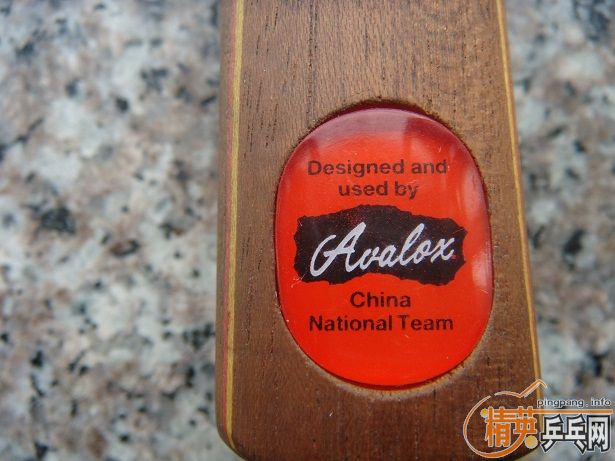 Designed and
used by
Avalox
China
National Team
pingpang.info
精英乒乓网